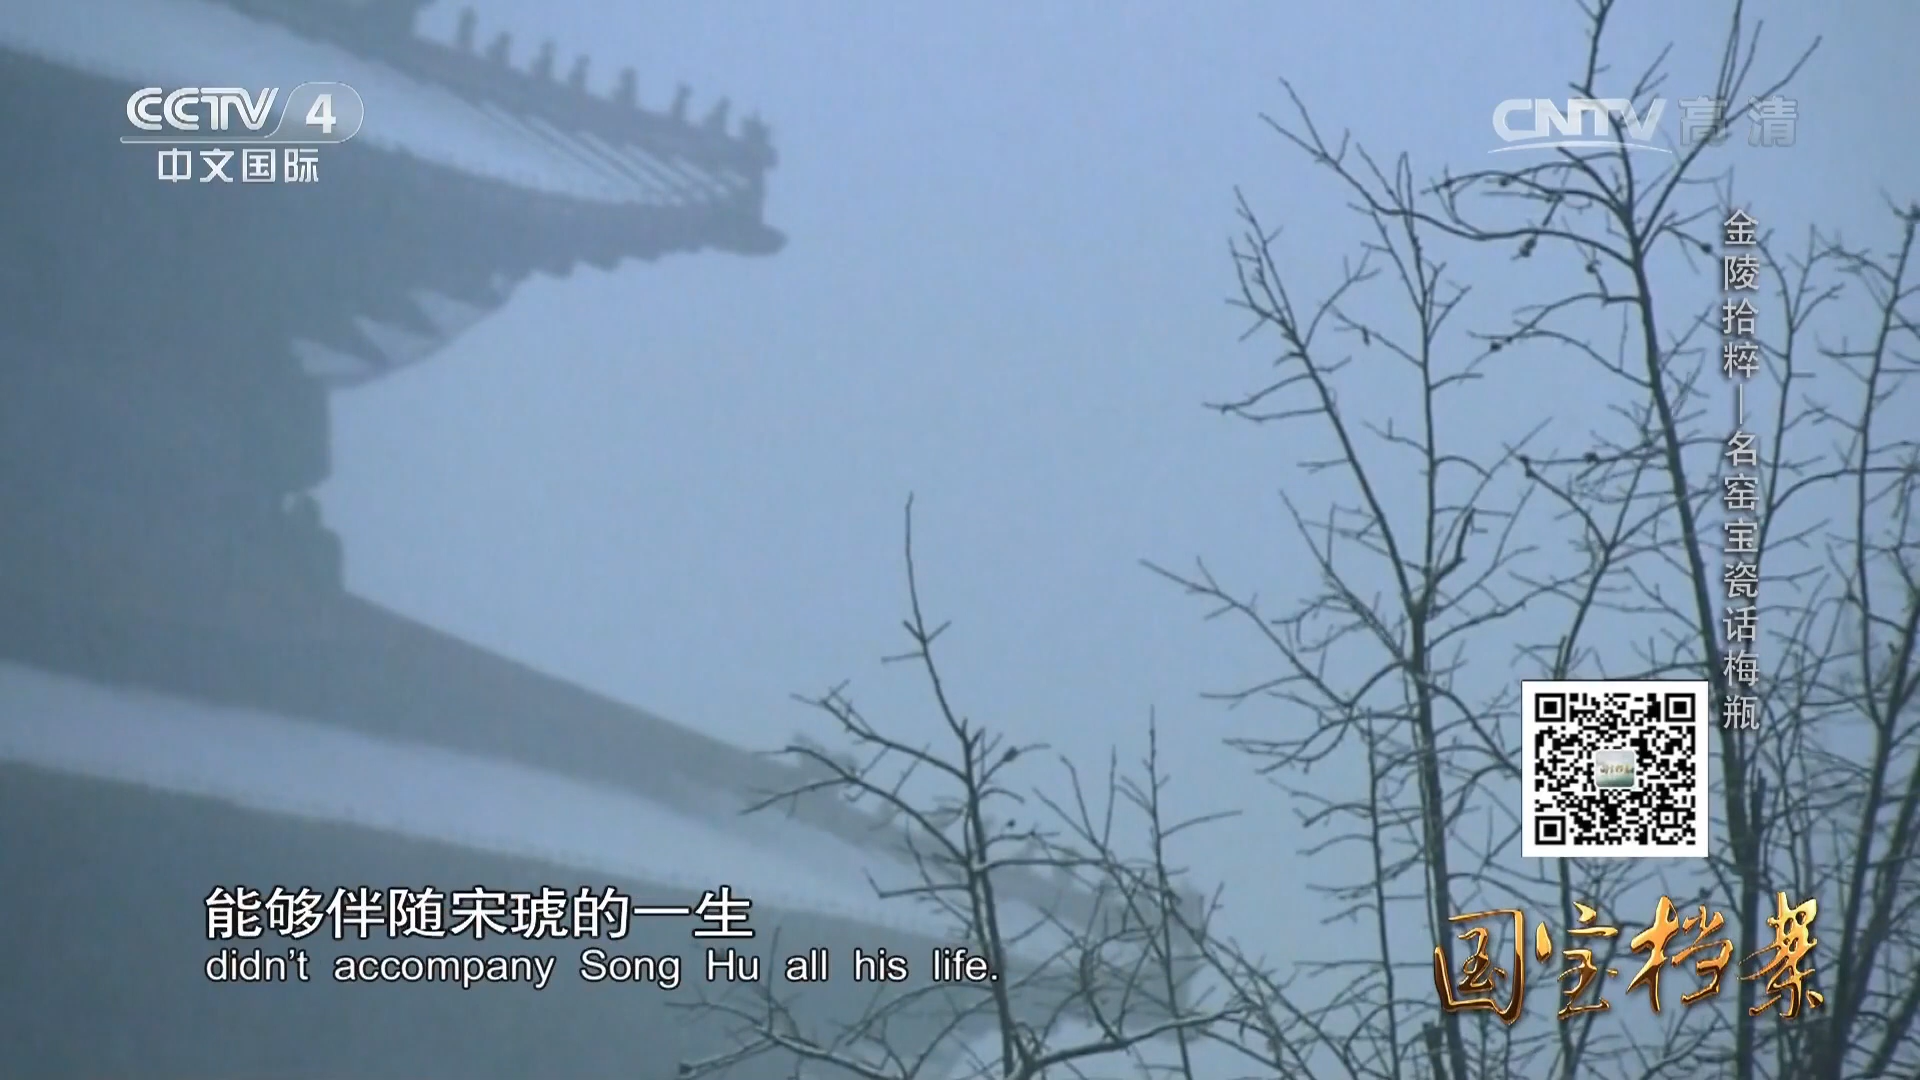 CCTV 4
中文国际
CNTV 高清
金陵拾粹—名窑宝瓷话梅瓶
能够伴随宋琥的一生
didn't accompany Song Hu all his life.
国宝档案